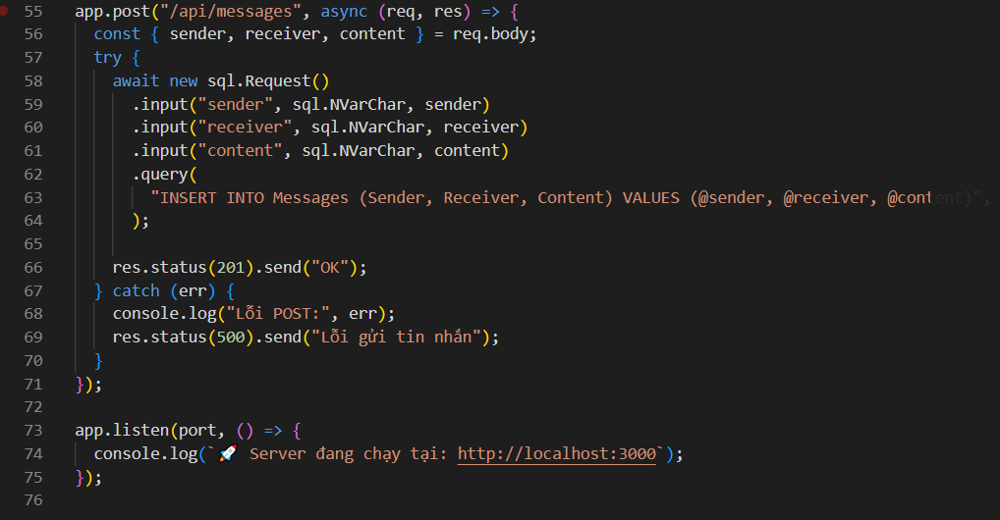 55 app.post("/api/messages", async (req, res) => {
56 const { sender, receiver, content } = req.body;
57 try {
58 await new sql.Request()
59 .input("sender", sql.NVarChar, sender)
60 .input("receiver", sql.NVarChar, receiver)
61 .input("content", sql.NVarChar, content)
62 .query(
63 "INSERT INTO Messages (Sender, Receiver, Content) VALUES (@sender, @receiver, @content)",
64 );
65
66 res.status(201).send("OK");
67 } catch (err) {
68 console.log("Lỗi POST:", err);
69 res.status(500).send("Lỗi gửi tin nhắn");
70 }
71 });
72
73 app.listen(port, () => {
74 console.log(`🚀 Server đang chạy tại: http://localhost:3000`);
75 });
76